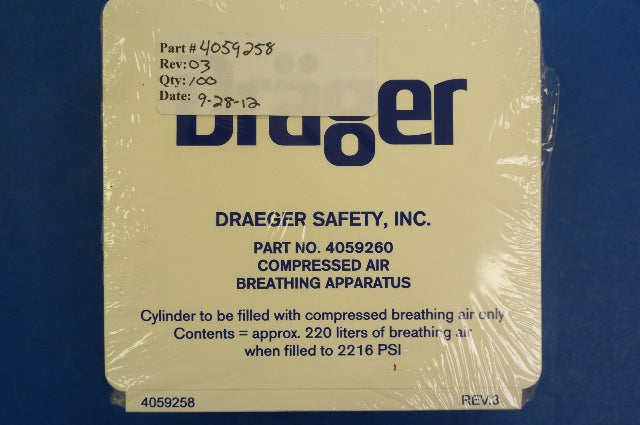 Part # 4059258
Rev: 03
Qty: 100
Date: 9-28-12
Dräger
DRAEGER SAFETY, INC.
PART NO. 4059260
COMPRESSED AIR
BREATHING APPARATUS
Cylinder to be filled with compressed breathing air only
Contents = approx. 220 liters of breathing air
when filled to 2216 PSI
4059258 REV.3